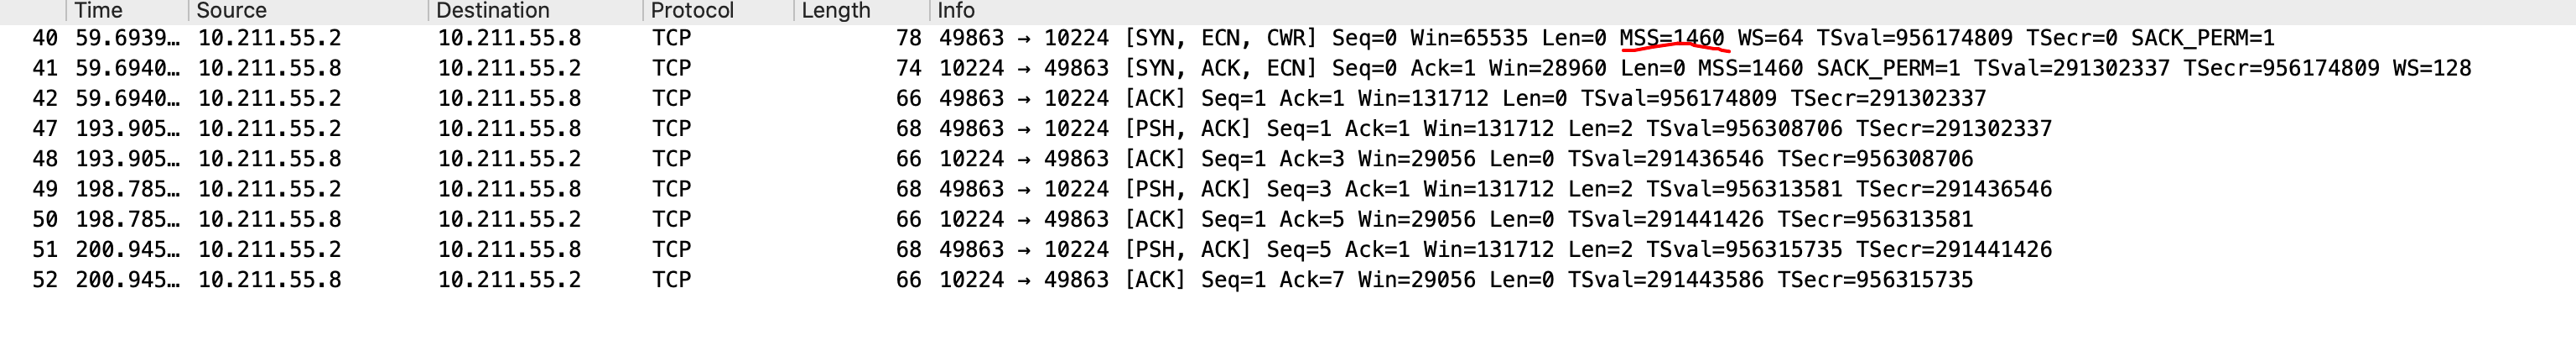 Time Source Destination Protocol Length Info
40 59.6939… 10.211.55.2 10.211.55.8 TCP 78 49863 → 10224 [SYN, ECN, CWR] Seq=0 Win=65535 Len=0 MSS=1460 WS=64 TSval=956174809 TSecr=0 SACK_PERM=1
41 59.6940… 10.211.55.8 10.211.55.2 TCP 74 10224 → 49863 [SYN, ACK, ECN] Seq=0 Ack=1 Win=28960 Len=0 MSS=1460 SACK_PERM=1 TSval=291302337 TSecr=956174809 WS=128
42 59.6940… 10.211.55.2 10.211.55.8 TCP 66 49863 → 10224 [ACK] Seq=1 Ack=1 Win=131712 Len=0 TSval=956174809 TSecr=291302337
47 193.905… 10.211.55.2 10.211.55.8 TCP 68 49863 → 10224 [PSH, ACK] Seq=1 Ack=1 Win=131712 Len=2 TSval=956308706 TSecr=291302337
48 193.905… 10.211.55.8 10.211.55.2 TCP 66 10224 → 49863 [ACK] Seq=1 Ack=3 Win=29056 Len=0 TSval=291436546 TSecr=956308706
49 198.785… 10.211.55.2 10.211.55.8 TCP 68 49863 → 10224 [PSH, ACK] Seq=3 Ack=1 Win=131712 Len=2 TSval=956313581 TSecr=291436546
50 198.785… 10.211.55.8 10.211.55.2 TCP 66 10224 → 49863 [ACK] Seq=1 Ack=5 Win=29056 Len=0 TSval=291441426 TSecr=956313581
51 200.945… 10.211.55.2 10.211.55.8 TCP 68 49863 → 10224 [PSH, ACK] Seq=5 Ack=1 Win=131712 Len=2 TSval=956315735 TSecr=291441426
52 200.945… 10.211.55.8 10.211.55.2 TCP 66 10224 → 49863 [ACK] Seq=1 Ack=7 Win=29056 Len=0 TSval=291443586 TSecr=956315735